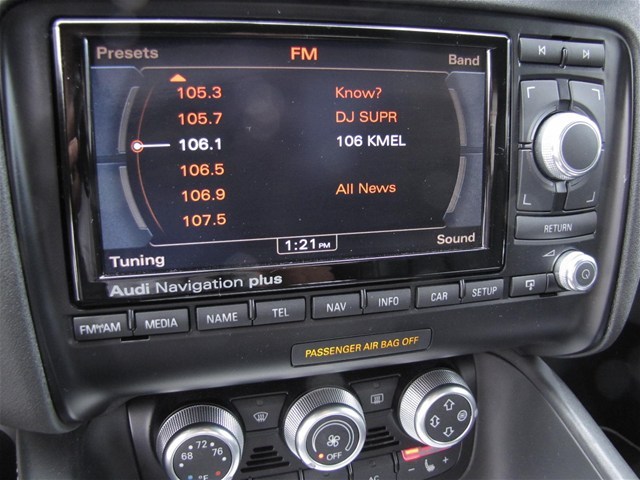 Presets FM Band
105.3 Know?
105.7 DJ SUPR
106.1 106 KMEL
106.5
106.9 All News
107.5
1:21 PM
Tuning Sound
Audi Navigation plus
RETURN
FM/AM MEDIA NAME TEL NAV INFO CAR SETUP
PASSENGER AIR BAG OFF
68 72 76
°F
OFF
AC